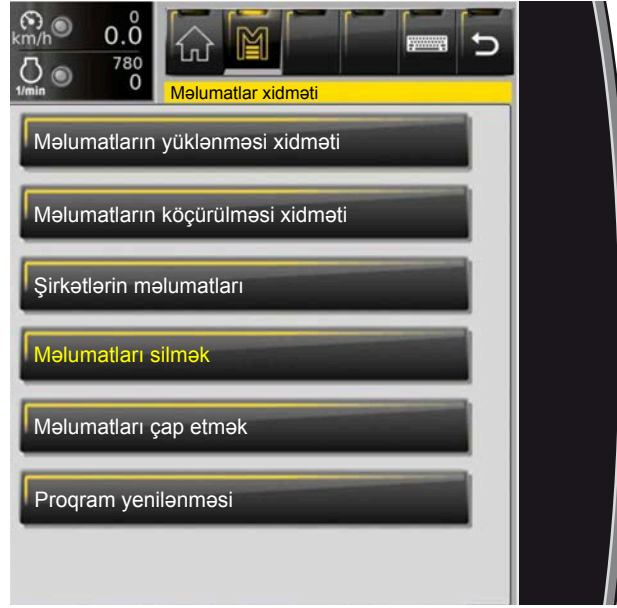 0
km/h 0.0
780
1/min 0
Məlumatlar xidməti
Məlumatların yüklənməsi xidməti
Məlumatların köçürülməsi xidməti
Şirkətlərin məlumatları
Məlumatları silmək
Məlumatları çap etmək
Proqram yenilənməsi